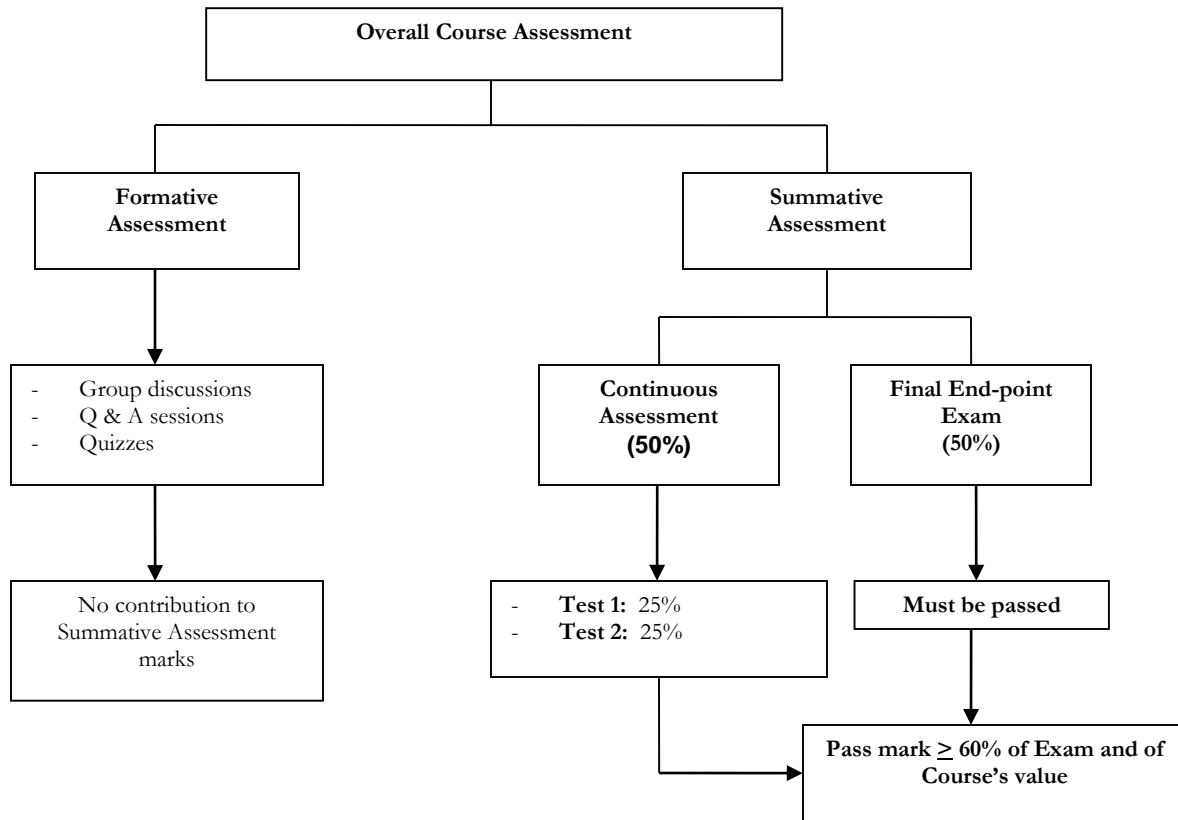 Overall Course Assessment
Formative
Assessment
Summative
Assessment
- Group discussions
- Q & A sessions
- Quizzes
Continuous
Assessment
(50%)
Final End-point
Exam
(50%)
No contribution to
Summative Assessment
marks
- Test 1: 25%
- Test 2: 25%
Must be passed
Pass mark ≥ 60% of Exam and of
Course’s value